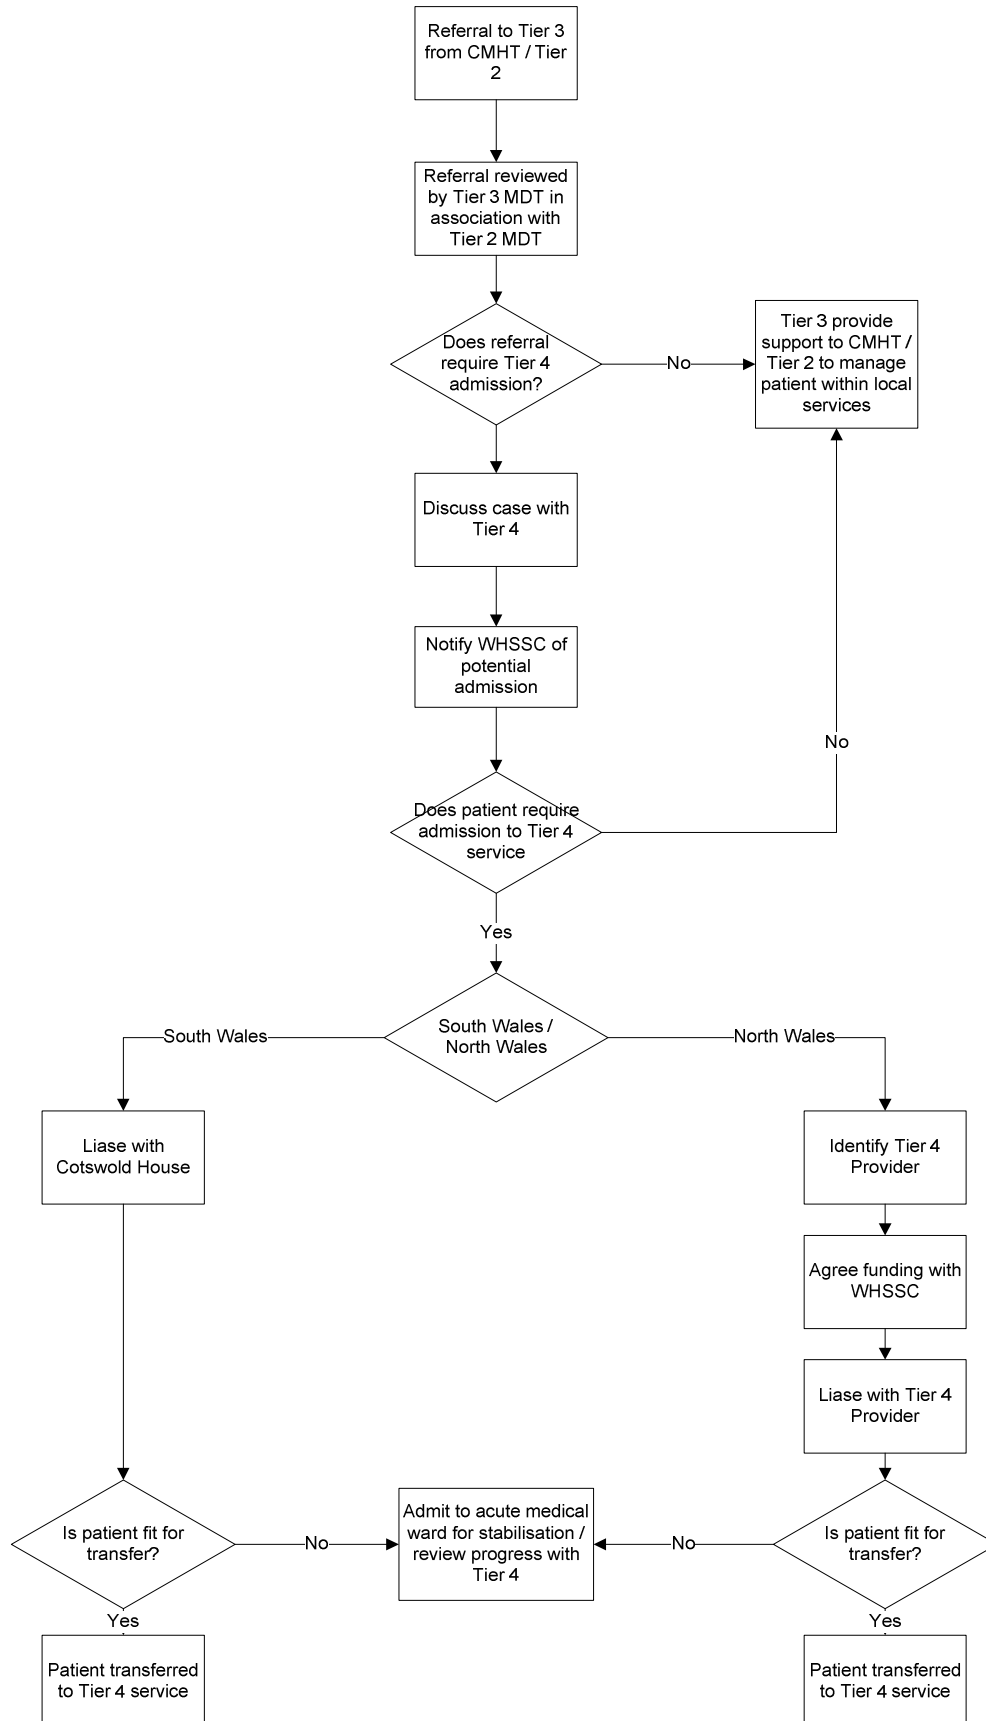 Referral to Tier 3
from CMHT / Tier
2
Referral reviewed
by Tier 3 MDT in
association with
Tier 2 MDT
Does referral
require Tier 4
admission?
No
Tier 3 provide
support to CMHT /
Tier 2 to manage
patient within local
services
Discuss case with
Tier 4
Notify WHSSC of
potential
admission
No
Does patient require
admission to Tier 4
service
Yes
South Wales /
North Wales
South Wales
North Wales
Liase with
Cotswold House
Identify Tier 4
Provider
Agree funding with
WHSSC
Liase with Tier 4
Provider
Is patient fit for
transfer?
No
Admit to acute medical
ward for stabilisation /
review progress with
Tier 4
No
Is patient fit for
transfer?
Yes
Yes
Patient transferred
to Tier 4 service
Patient transferred
to Tier 4 service